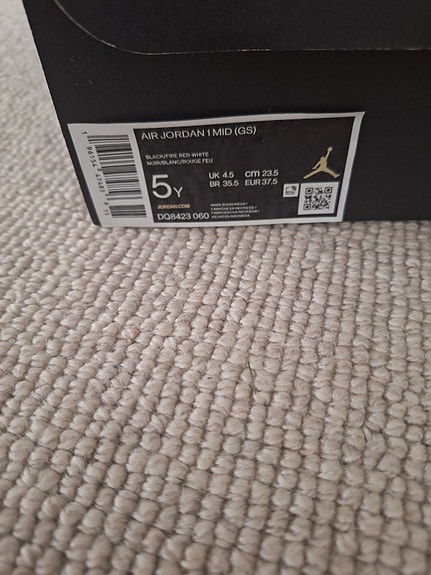 AIR JORDAN 1 MID (GS)
BLACK/FIRE RED-WHITE
NOIR/BLANC/ROUGE FEU
5Y
UK 4.5 cm 23.5
BR 35.5 EUR 37.5
JORDAN.COM
DQ8423 060
MADE IN INDONESIA /